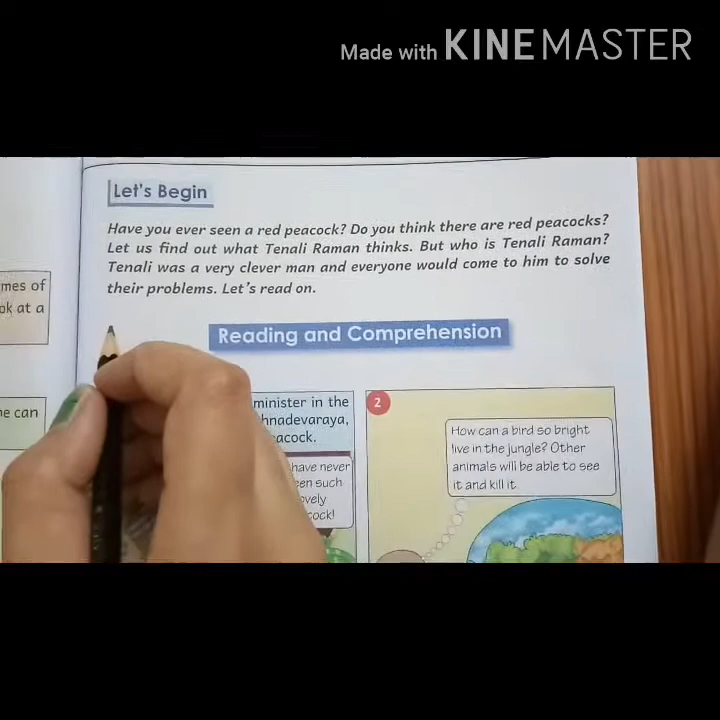 Made with KINEMASTER
Let's Begin
Have you ever seen a red peacock? Do you think there are red peacocks?
Let us find out what Tenali Raman thinks. But who is Tenali Raman?
Tenali was a very clever man and everyone would come to him to solve
their problems. Let's read on.
mes of
ok at a
Reading and Comprehension
he can
minister in the
hnadevaraya,
acock.
have never
een such
ovely
cock!
2
How can a bird so bright
live in the jungle? Other
animals will be able to see
it and kill it